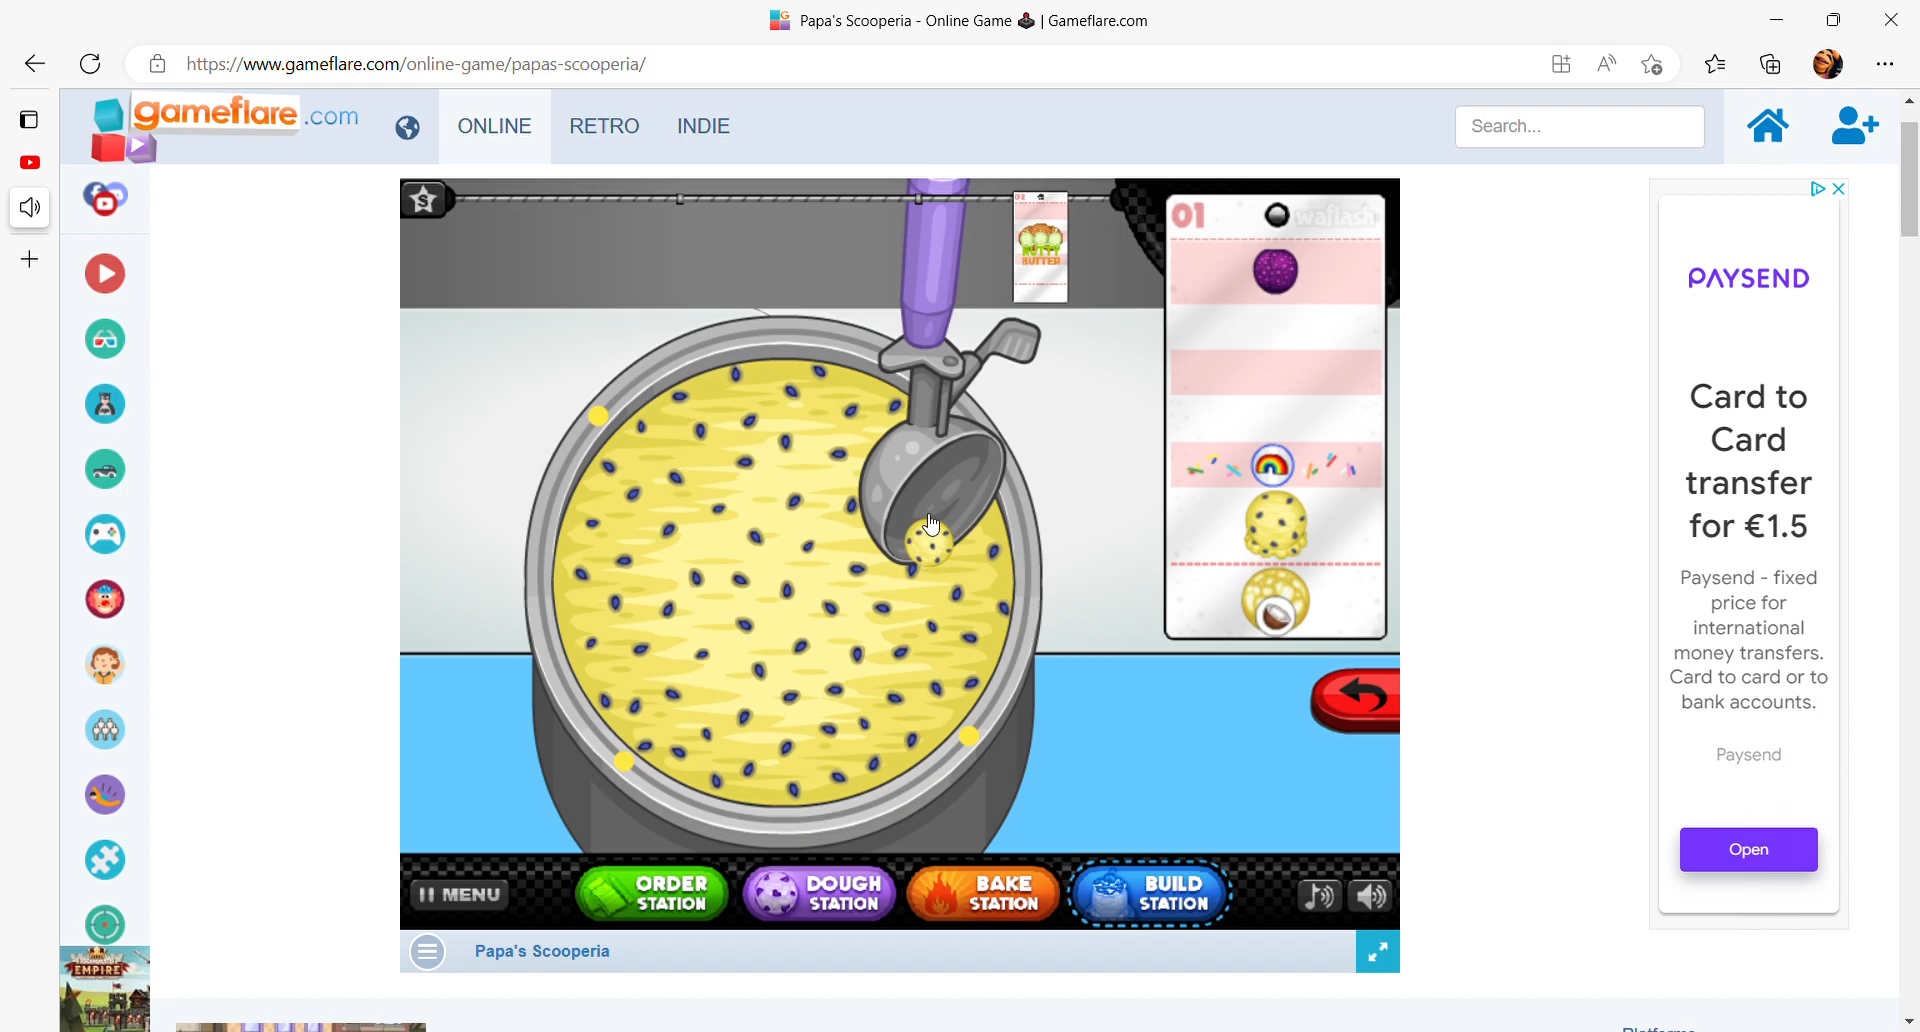 Papa's Scooperia - Online Game 🕹 | Gameflare.com
https://www.gameflare.com/online-game/papas-scooperia/
gameflare.com
ONLINE
RETRO
INDIE
Search...
S
02
NUTTY
BUTTER
01
waflash
PAYSEND
Card to
Card
transfer
for €1.5
Paysend - fixed
price for
international
money transfers.
Card to card or to
bank accounts.
Paysend
Open
MENU
ORDER
STATION
DOUGH
STATION
BAKE
STATION
BUILD
STATION
Papa's Scooperia
EMPIRE